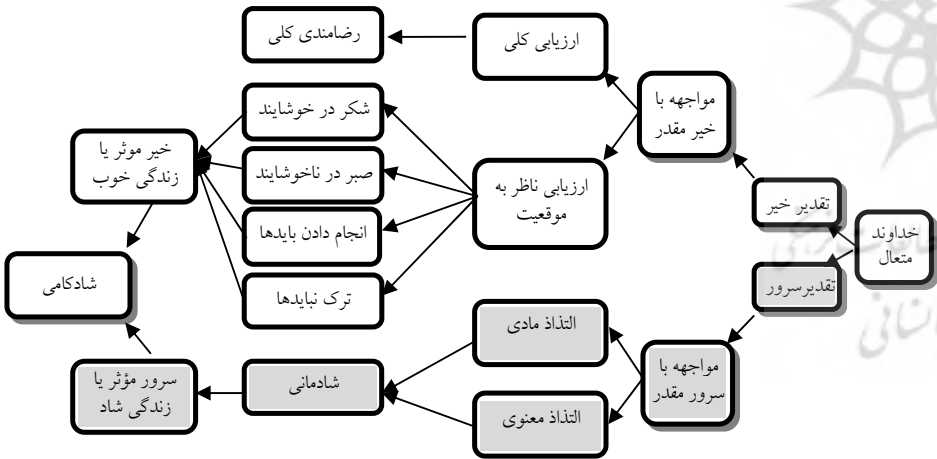 خداوند
متعال
تقدیر خیر
تقدیرسرور
مواجهه با
خیر مقدر
مواجهه با
سرور مقدر
ارزیابی کلی
ارزیابی ناظر به
موقعیت
التذاذ مادی
التذاذ معنوی
رضامندی کلی
شکر در خوشایند
صبر در ناخوشایند
انجام دادن بایدها
ترک نبایدها
شادمانی
خیر موثر یا
زندگی خوب
سرور مؤثر یا
زندگی شاد
شادکامی